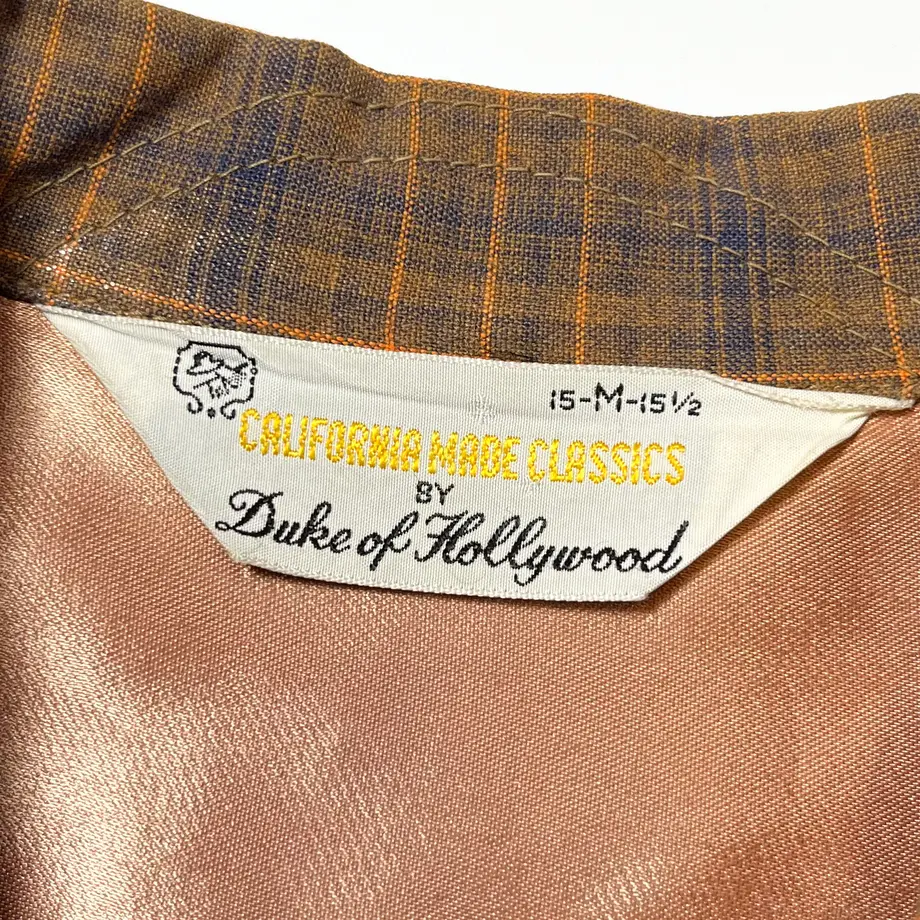 15-M-15½
CALIFORNIA MADE CLASSICS
BY
Duke of Hollywood